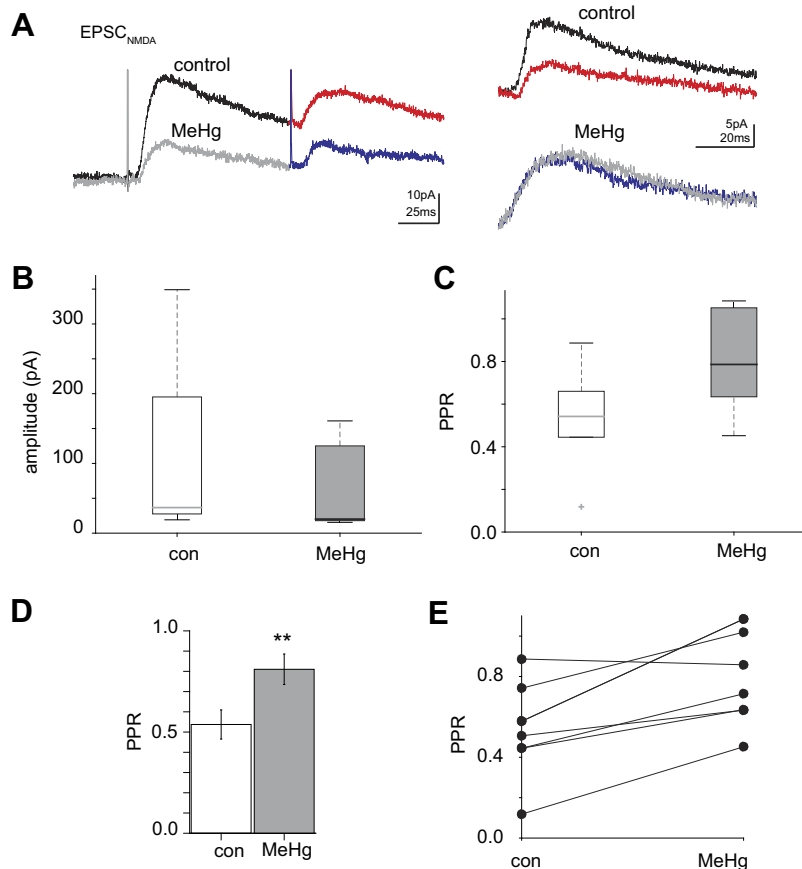 A
EPSC NMDA
control
MeHg
10pA
25ms
control
5pA
20ms
MeHg
B
amplitude (pA)
300
200
100
0
con
MeHg
C
PPR
0.8
0.4
0.0
con
MeHg
D
PPR
1.0
0.5
0.0
**
con
MeHg
E
PPR
0.8
0.4
0.0
con
MeHg